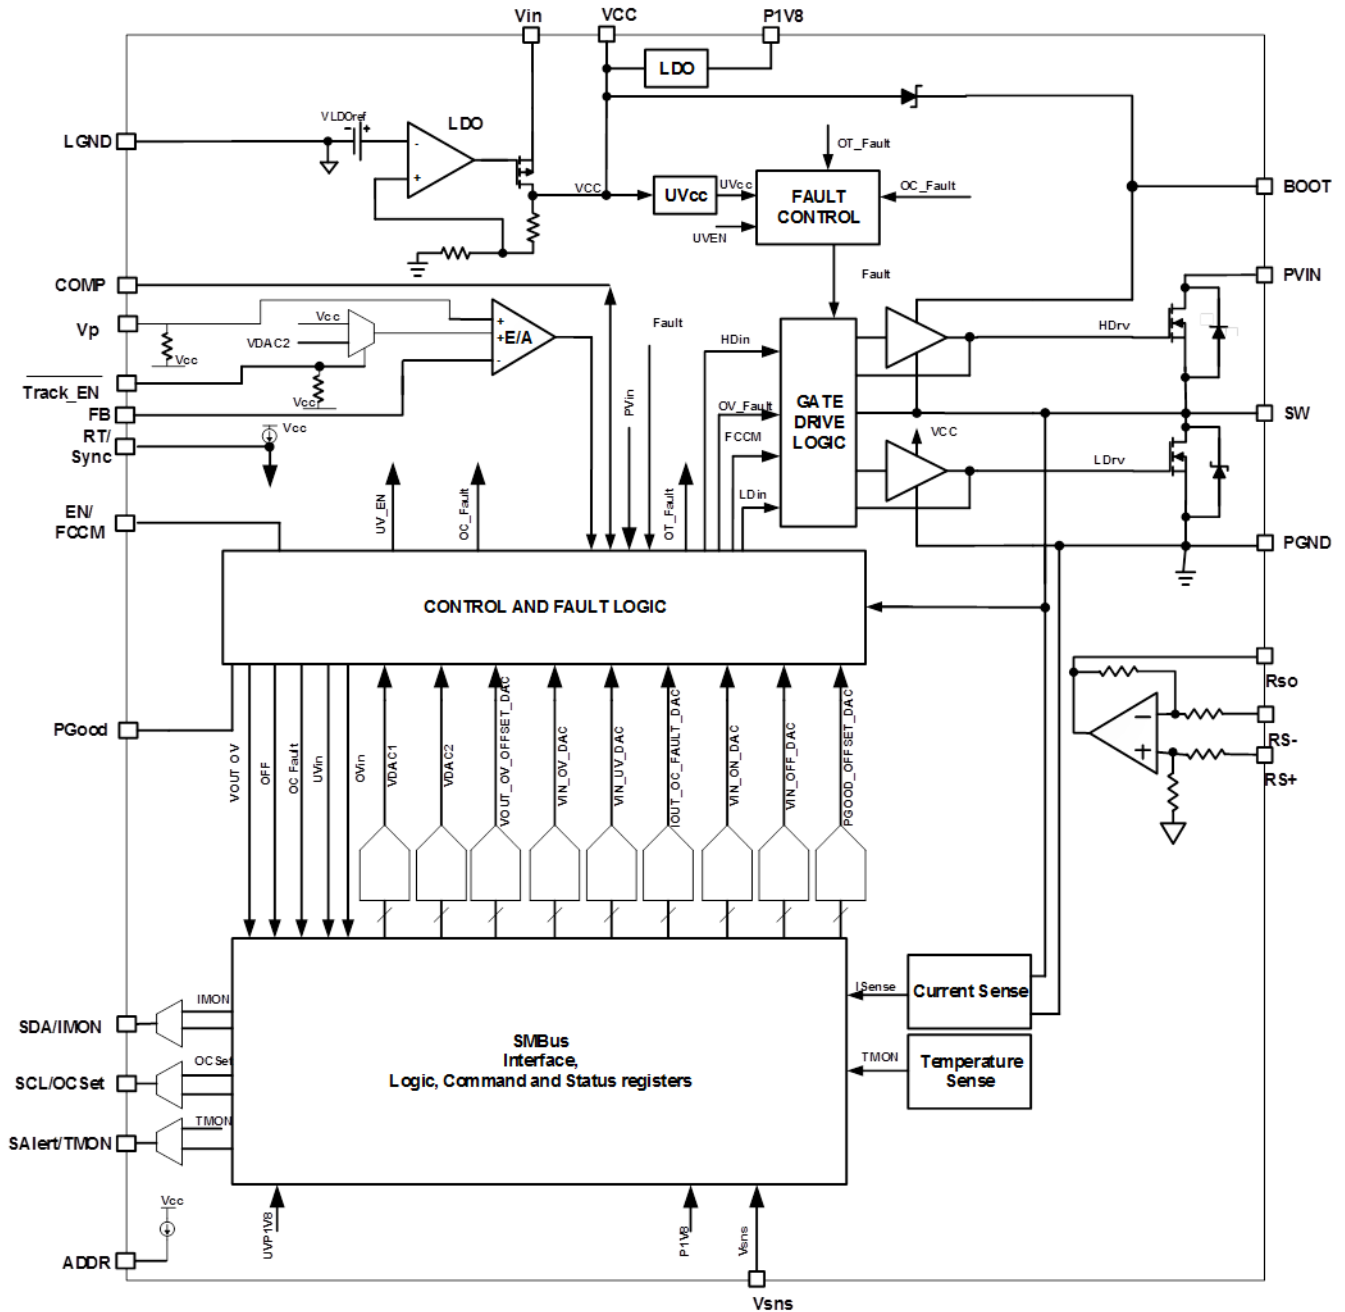 Vin
VCC
P1V8
LDO
VLDOref
- +
LDO
LGND
-
+
OT_Fault
VCC
UVcc
UVcc
FAULT
CONTROL
OC_Fault
BOOT
UVEN
COMP
Fault
PVIN
Vp
Vcc
VDAC2
+
+E/A
-
Fault
HDin
HDrv
Vcc
Track_EN
Vcc
PVin
OV_Fault
GATE
DRIVE
LOGIC
SW
FB
RT/
Sync
Vcc
FCCM
VCC
LDrv
EN/
FCCM
UV_EN
OC_Fault
OT_Fault
LDin
PGND
CONTROL AND FAULT LOGIC
Rso
RS-
RS+
PGood
VOUT OV
OFF
OC Fault
UVin
OVin
VDAC1
VDAC2
VOUT_OV_OFFSET_DAC
VIN_OV_DAC
VIN_UV_DAC
IOUT_OC_FAULT_DAC
VIN_ON_DAC
VIN_OFF_DAC
PGOOD_OFFSET_DAC
−
+
SDA/IMON
IMON
ISense
Current Sense
SMBus
Interface,
Logic, Command and Status registers
SCL/OCSet
OCSet
TMON
Temperature
Sense
SAlert/TMON
TMON
Vcc
ADDR
UVP1V8
P1V8
Vsns
Vsns